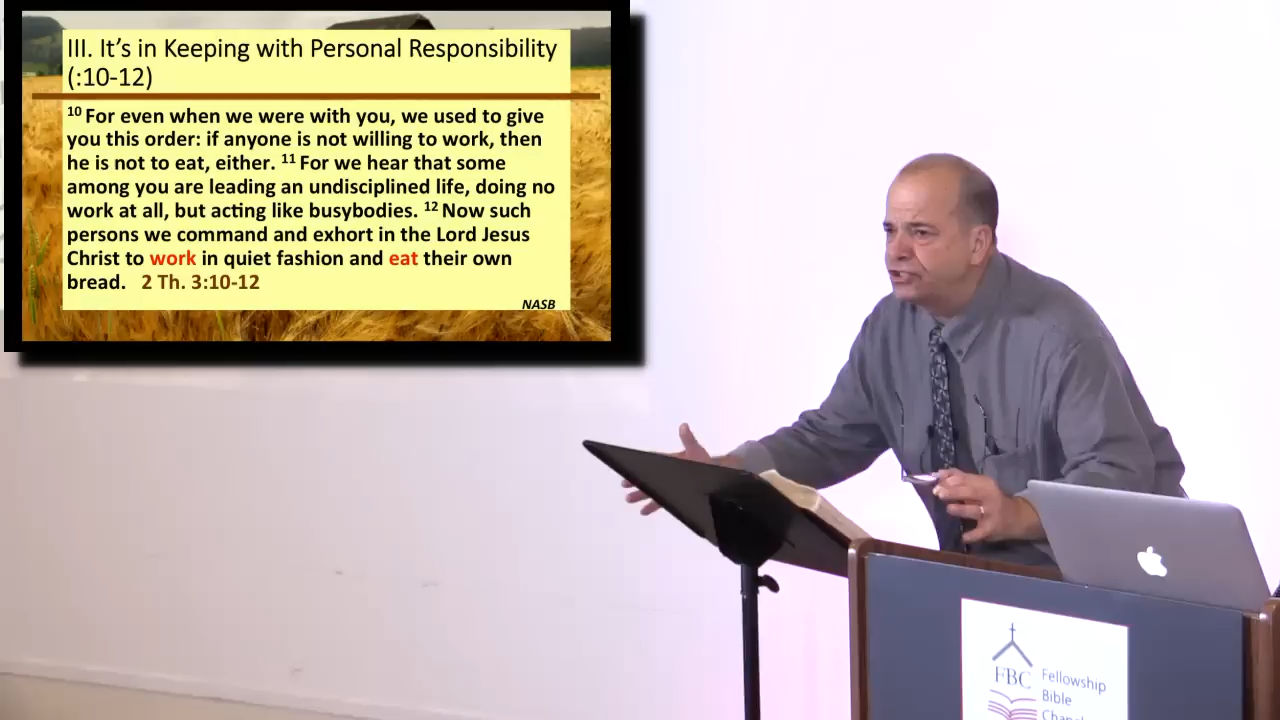 III. It's in Keeping with Personal Responsibility
(:10-12)
10 For even when we were with you, we used to give
you this order: if anyone is not willing to work, then
he is not to eat, either. 11 For we hear that some
among you are leading an undisciplined life, doing no
work at all, but acting like busybodies. 12 Now such
persons we command and exhort in the Lord Jesus
Christ to work in quiet fashion and eat their own
bread. 2 Th. 3:10-12
NASB
FBC
Fellowship
Bible